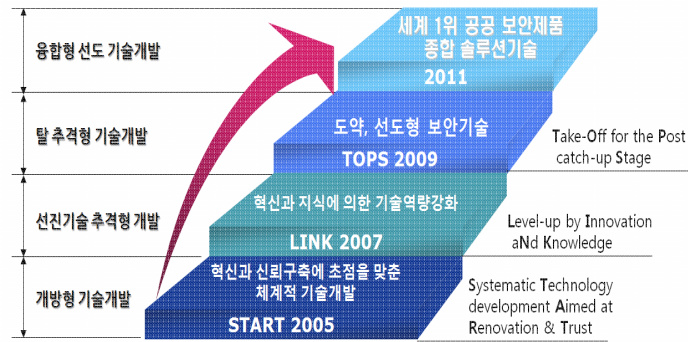 융합형 선도 기술개발
세계 1위 공공 보안제품
종합 솔루션기술
2011
탈 추격형 기술개발
도약, 선도형 보안기술
TOPS 2009
Take-Off for the Post
catch-up Stage
선진기술 추격형 개발
혁신과 지식에 의한 기술역량강화
LINK 2007
Level-up by Innovation
aNd Knowledge
개방형 기술개발
혁신과 신뢰구축에 초점을 맞춘
체계적 기술개발
START 2005
Systematic Technology
development Aimed at
Renovation & Trust